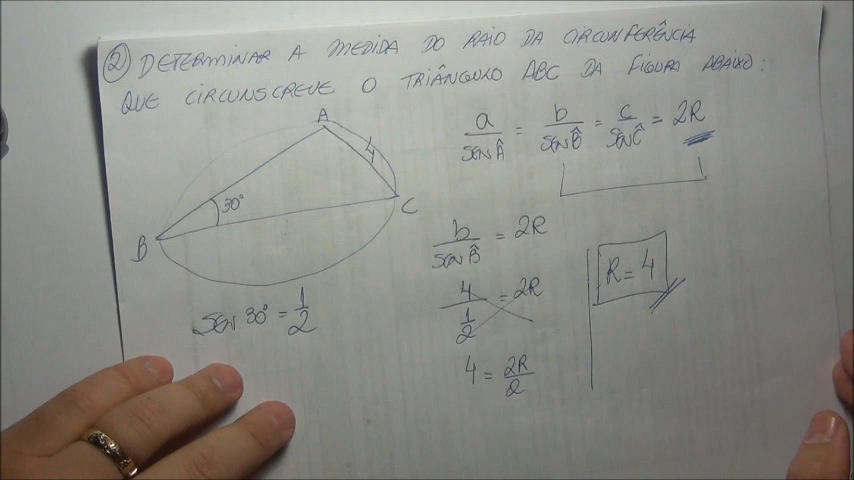 ② DETERMINAR A MEDIDA DO RAIO DA CIRCUNFERÊNCIA
QUE CIRCUNSCREVE O TRIÂNGULO ABC DA FIGURA ABAIXO:
A
4
30°
B
C
sen 30° = 1/2
a/sen Â = b/sen B̂ = c/sen Ĉ = 2R
b/sen B̂ = 2R
4/(1/2) = 2R
4 = 2R/2
R = 4